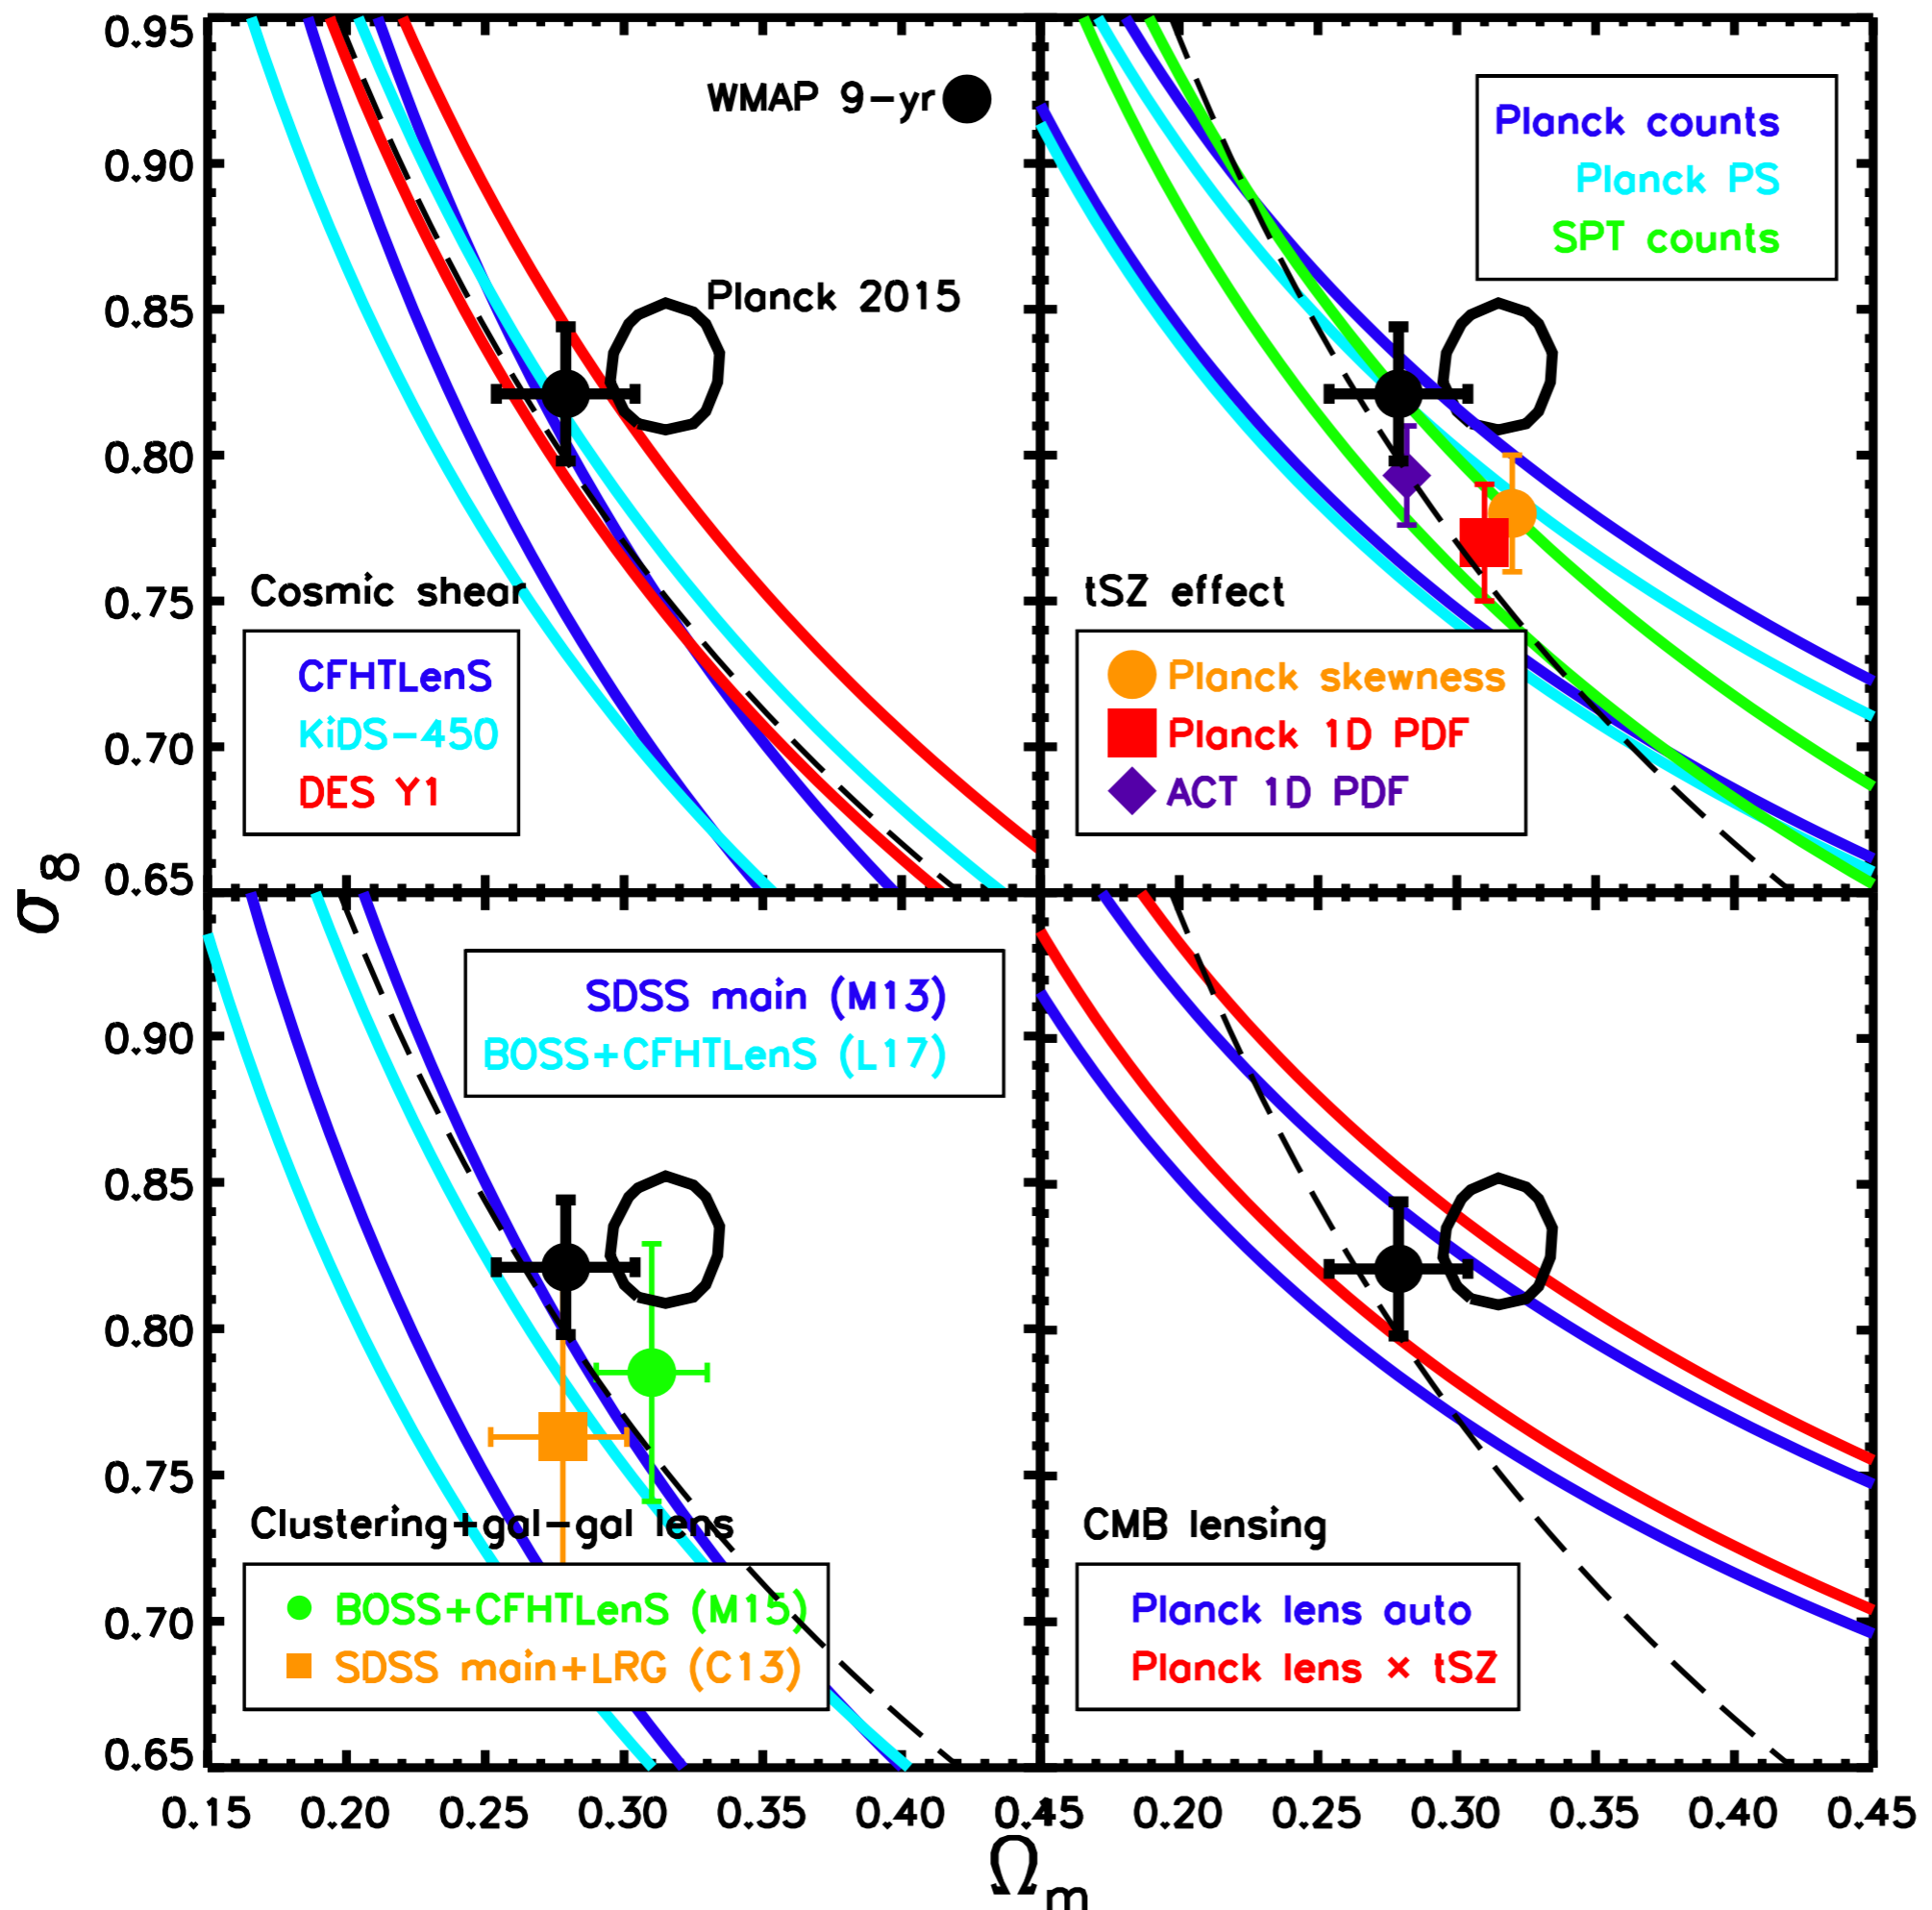 0.95
0.90
0.85
0.80
0.75
0.70
0.65
WMAP 9-yr
Planck 2015
Cosmic shear
CFHTLenS
KiDS-450
DES Y1
Planck counts
Planck PS
SPT counts
tSZ effect
Planck skewness
Planck 1D PDF
ACT 1D PDF
σ8
0.90
0.85
0.80
0.75
0.70
0.65
SDSS main (M13)
BOSS+CFHTLenS (L17)
Clustering+gal-gal lens
BOSS+CFHTLenS (M15)
SDSS main+LRG (C13)
CMB lensing
Planck lens auto
Planck lens × tSZ
0.15 0.20 0.25 0.30 0.35 0.40 0.45 0.20 0.25 0.30 0.35 0.40 0.45
Ωm